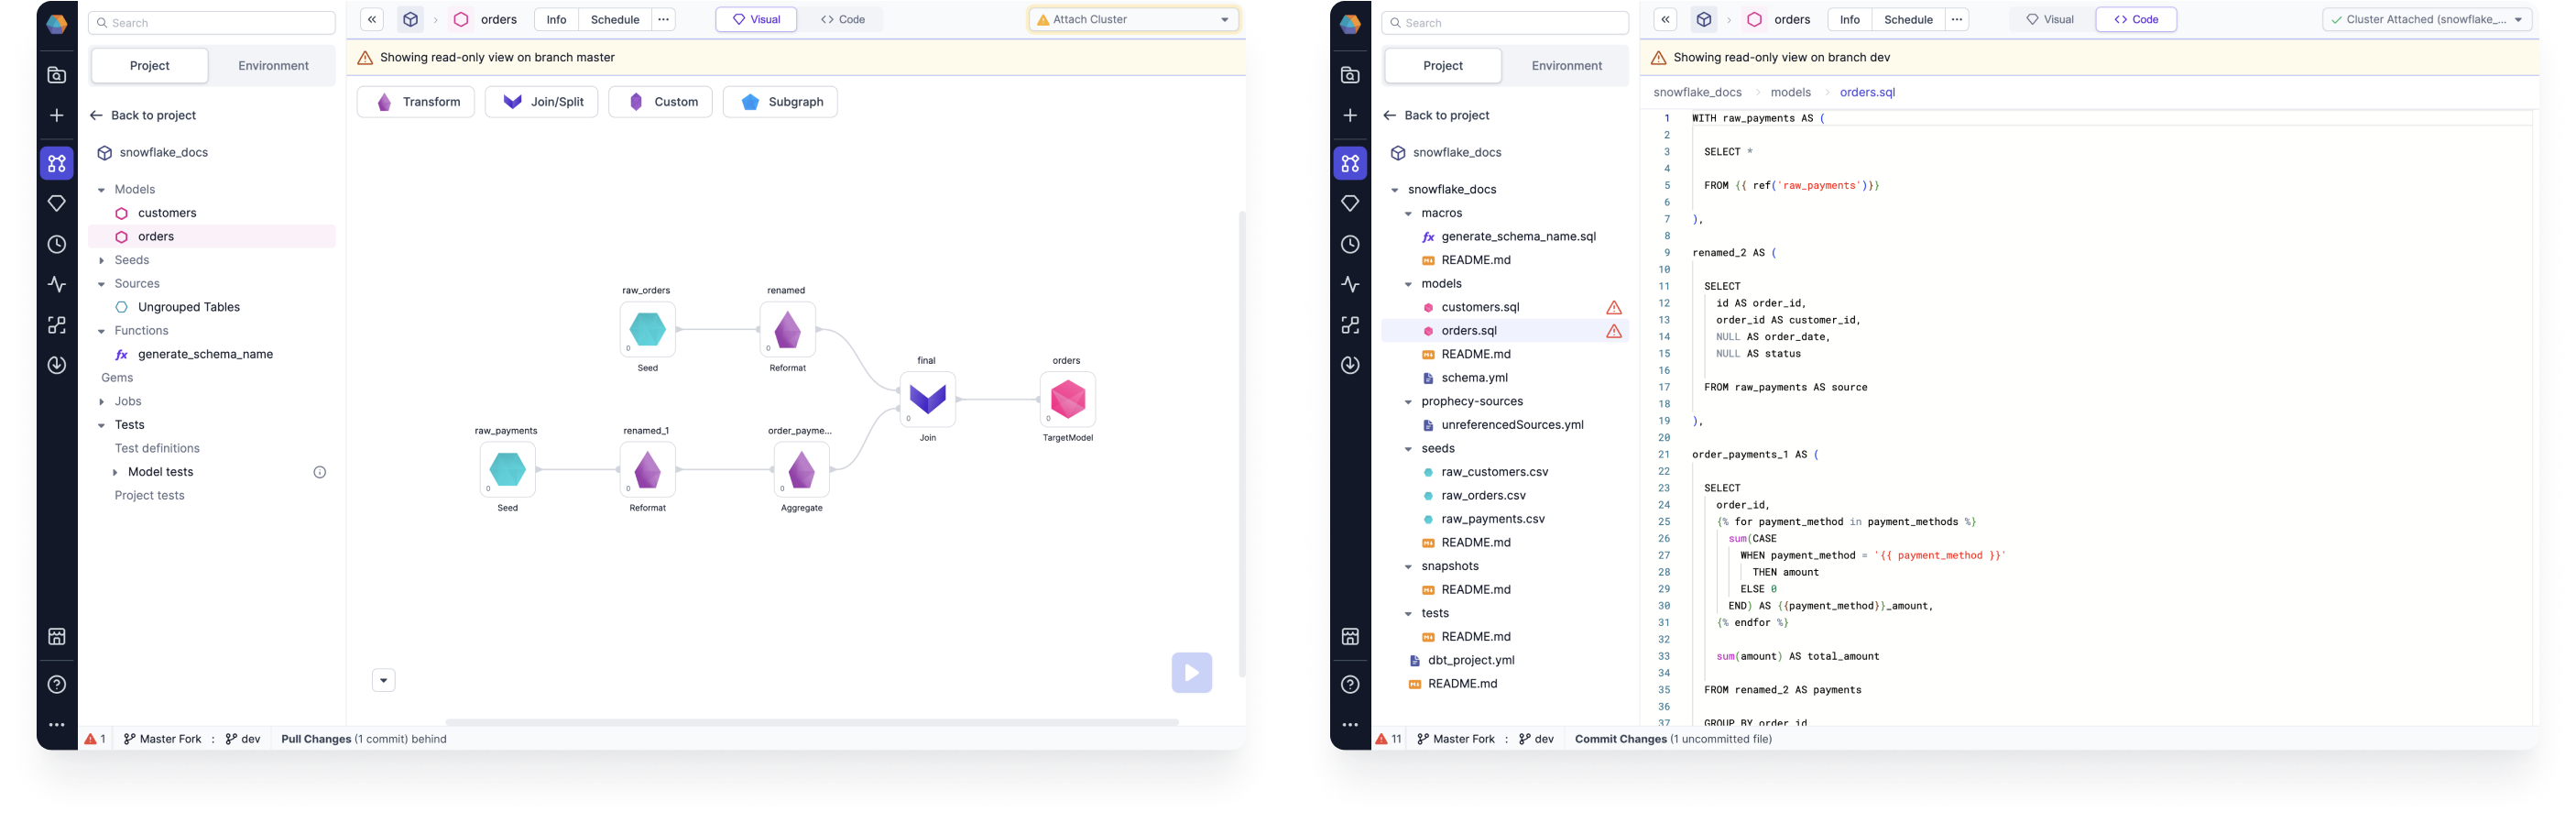 Search
orders
Info
Schedule
Visual
Code
Attach Cluster
Project
Environment
Showing read-only view on branch master
Back to project
Transform
Join/Split
Custom
Subgraph
snowflake_docs
Models
customers
orders
Seeds
Sources
Ungrouped Tables
Functions
fx generate_schema_name
Gems
Jobs
Tests
Test definitions
Model tests
Project tests
raw_orders
0
Seed
renamed
0
Reformat
final
0
Join
orders
0
TargetModel
raw_payments
0
Seed
renamed_1
0
Reformat
order_payme...
0
Aggregate
1
Master Fork : dev
Pull Changes (1 commit) behind
Search
orders
Info
Schedule
Visual
Code
Cluster Attached (snowflake_...
Project
Environment
Showing read-only view on branch dev
Back to project
snowflake_docs
snowflake_docs
macros
fx generate_schema_name.sql
README.md
models
customers.sql
orders.sql
README.md
schema.yml
prophecy-sources
unreferencedSources.yml
seeds
raw_customers.csv
raw_orders.csv
raw_payments.csv
README.md
snapshots
README.md
tests
README.md
dbt_project.yml
README.md
snowflake_docs > models > orders.sql
1 WITH raw_payments AS (
2
3 SELECT *
4
5 FROM {{ ref('raw_payments')}}
6
7 ),
8
9 renamed_2 AS (
10
11 SELECT
12 id AS order_id,
13 order_id AS customer_id,
14 NULL AS order_date,
15 NULL AS status
16
17 FROM raw_payments AS source
18
19 ),
20
21 order_payments_1 AS (
22
23 SELECT
24 order_id,
25 {% for payment_method in payment_methods %}
26 sum(CASE
27 WHEN payment_method = '{{ payment_method }}'
28 THEN amount
29 ELSE 0
30 END) AS {{payment_method}}_amount,
31 {% endfor %}
32
33 sum(amount) AS total_amount
34
35 FROM renamed_2 AS payments
36
37 GROUP BY order_id
11
Master Fork : dev
Commit Changes (1 uncommitted file)